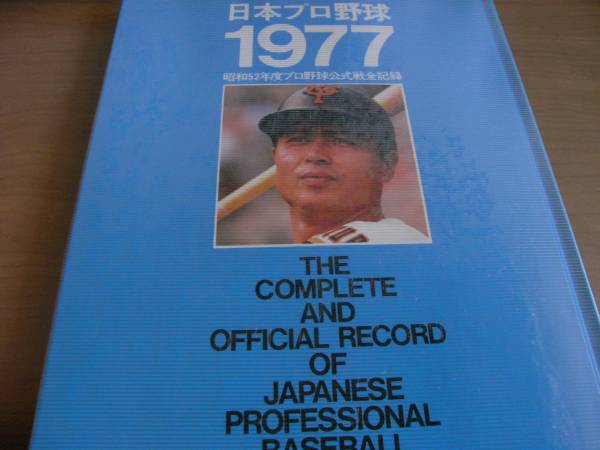 日本プロ野球
1977
昭和52年度プロ野球公式戦全記録
THE
COMPLETE
AND
OFFICIAL RECORD
OF
JAPANESE
PROFESSIONAL
BASEBALL